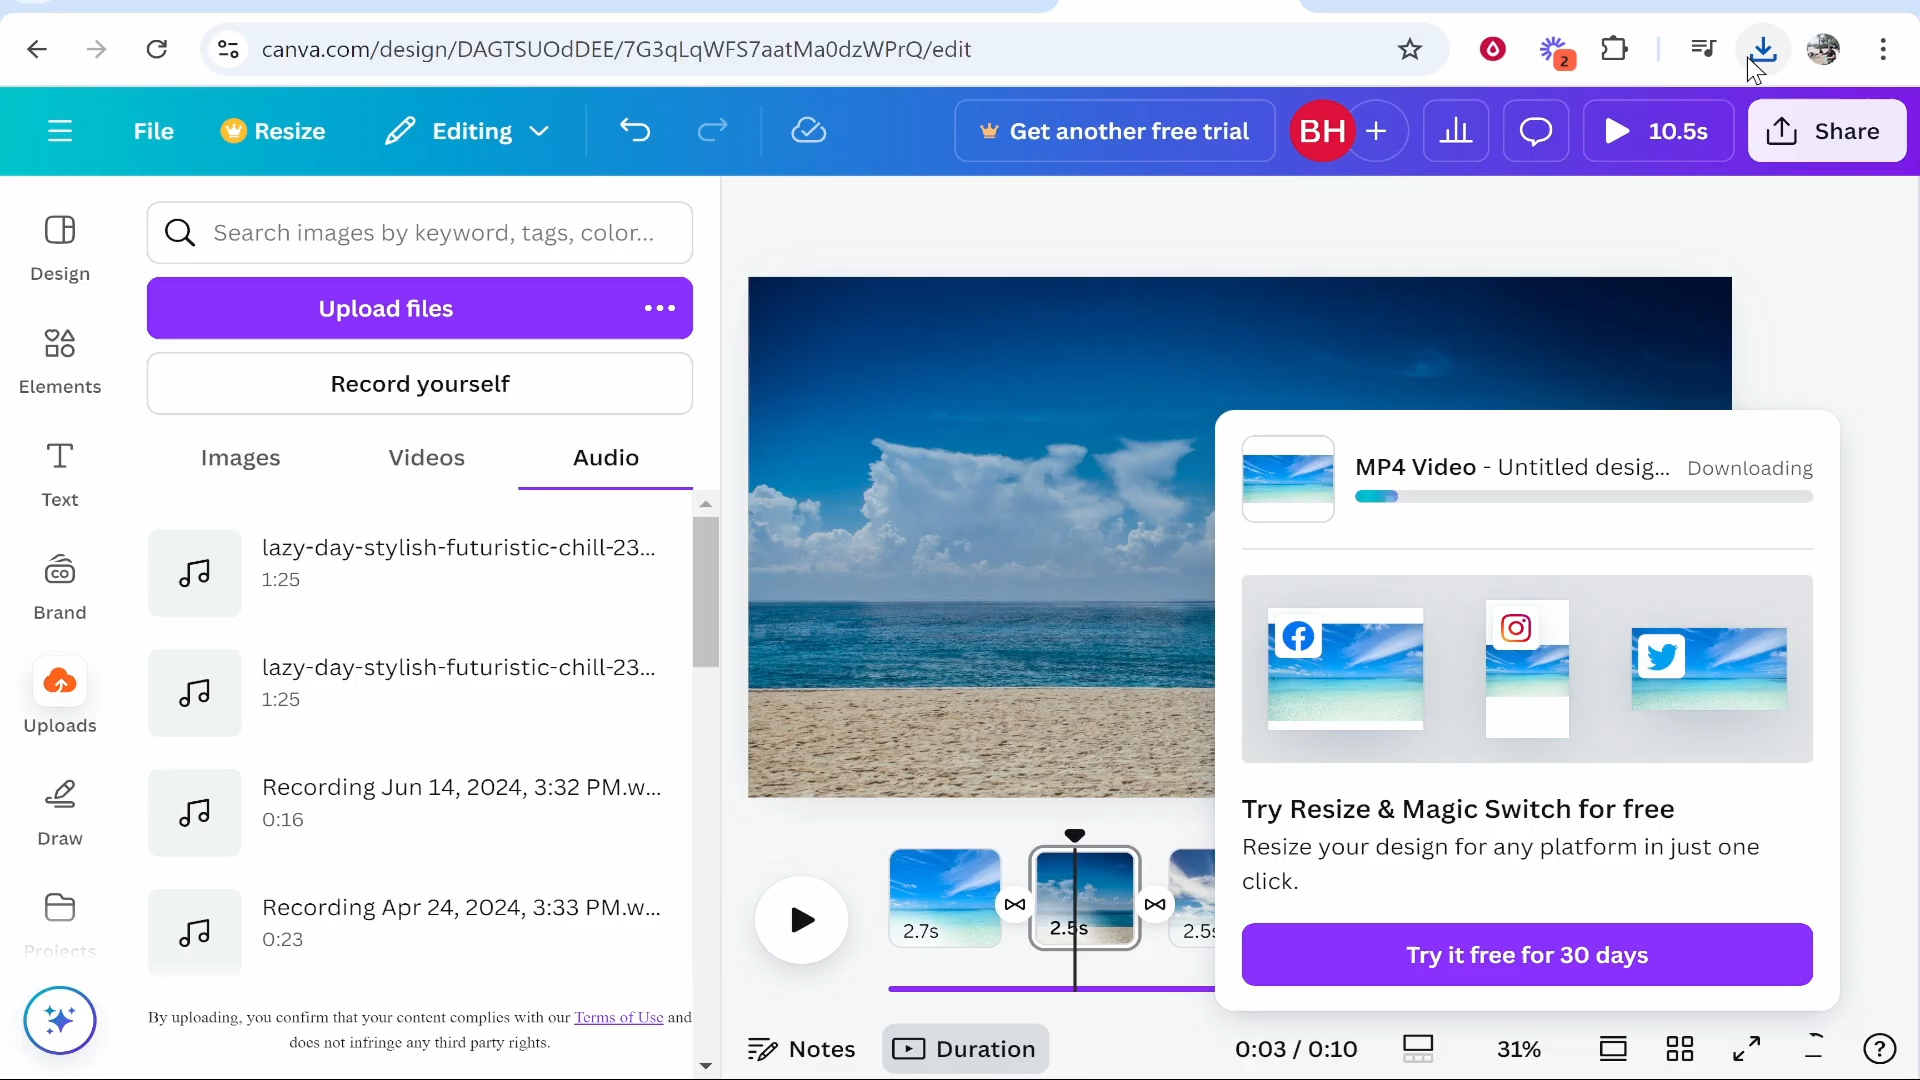 canva.com/design/DAGTSUOdDEE/7G3qLqWFS7aatMa0dzWPrQ/edit
2
File
Resize
Editing
Get another free trial
BH
+
10.5s
Share
Design
Elements
Text
Brand
Uploads
Draw
Projects
Search images by keyword, tags, color...
Upload files
Record yourself
Images
Videos
Audio
lazy-day-stylish-futuristic-chill-23...
1:25
lazy-day-stylish-futuristic-chill-23...
1:25
Recording Jun 14, 2024, 3:32 PM.w...
0:16
Recording Apr 24, 2024, 3:33 PM.w...
0:23
By uploading, you confirm that your content complies with our Terms of Use and
does not infringe any third party rights.
MP4 Video - Untitled desig... Downloading
Try Resize & Magic Switch for free
Resize your design for any platform in just one
click.
Try it free for 30 days
2.7s
2.5s
2.5s
Notes
Duration
0:03 / 0:10
31%